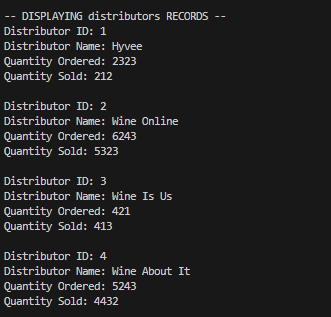 -- DISPLAYING distributors RECORDS --
Distributor ID: 1
Distributor Name: Hyvee
Quantity Ordered: 2323
Quantity Sold: 212
Distributor ID: 2
Distributor Name: Wine Online
Quantity Ordered: 6243
Quantity Sold: 5323
Distributor ID: 3
Distributor Name: Wine Is Us
Quantity Ordered: 421
Quantity Sold: 413
Distributor ID: 4
Distributor Name: Wine About It
Quantity Ordered: 5243
Quantity Sold: 4432